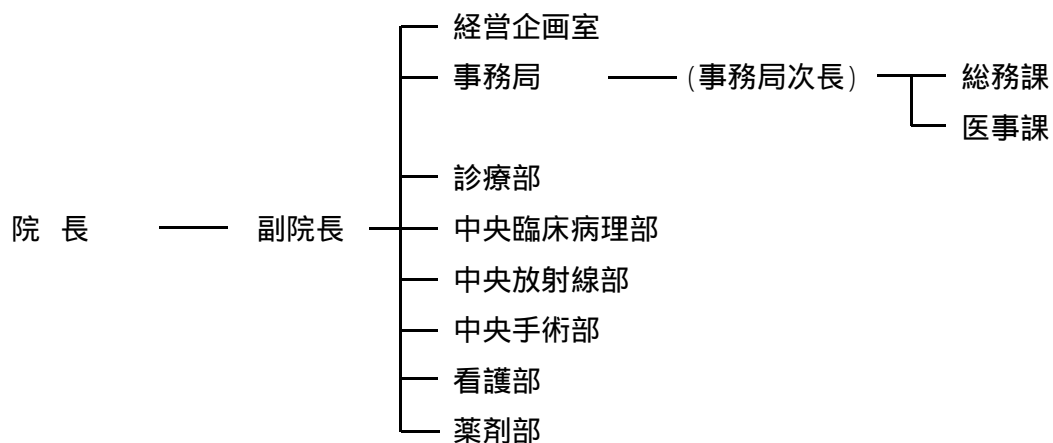 経営企画室
事務局 (事務局次長) 総務課
医事課
診療部
院 長 副院長 中央臨床病理部
中央放射線部
中央手術部
看護部
薬剤部